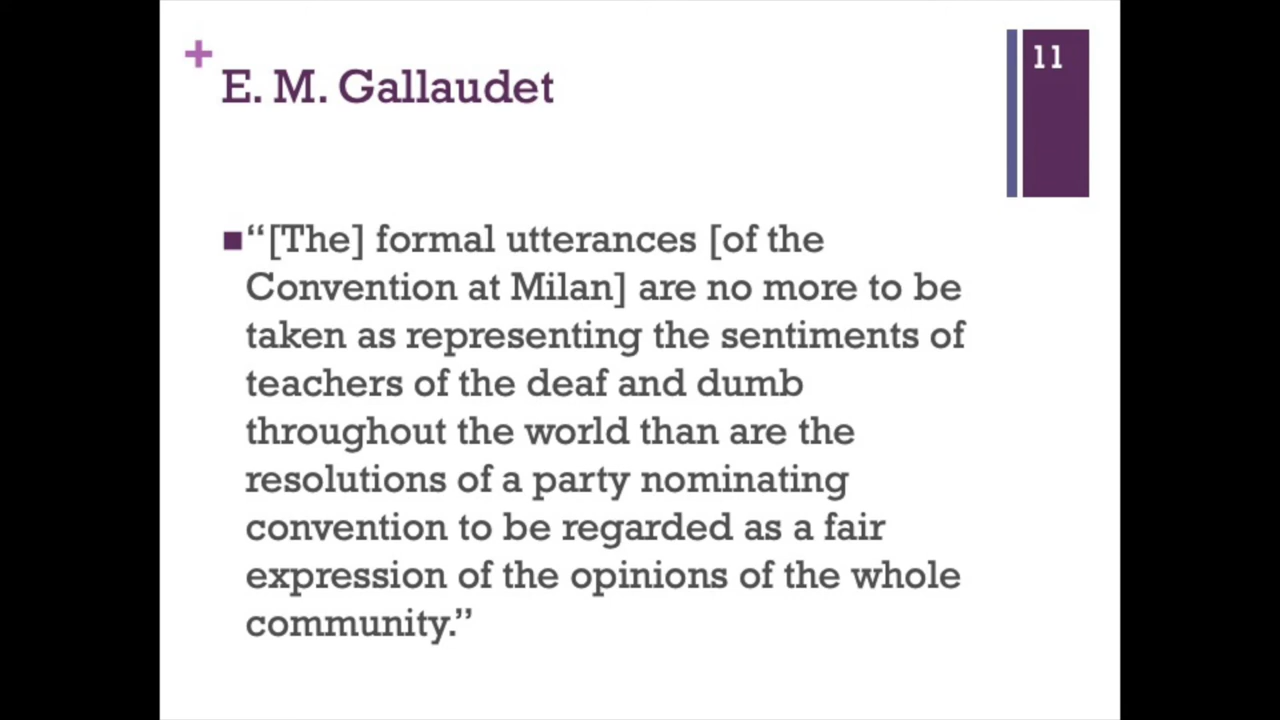 +
E. M. Gallaudet
11
■“[The] formal utterances [of the
Convention at Milan] are no more to be
taken as representing the sentiments of
teachers of the deaf and dumb
throughout the world than are the
resolutions of a party nominating
convention to be regarded as a fair
expression of the opinions of the whole
community.”